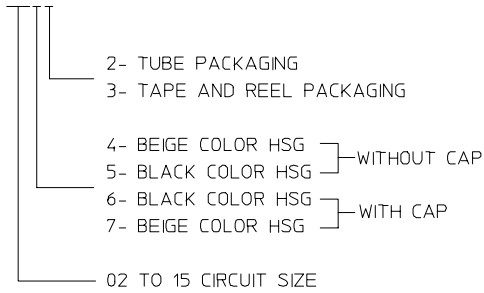 2- TUBE PACKAGING
3- TAPE AND REEL PACKAGING
4- BEIGE COLOR HSG
5- BLACK COLOR HSG
WITHOUT CAP
6- BLACK COLOR HSG
7- BEIGE COLOR HSG
WITH CAP
02 TO 15 CIRCUIT SIZE